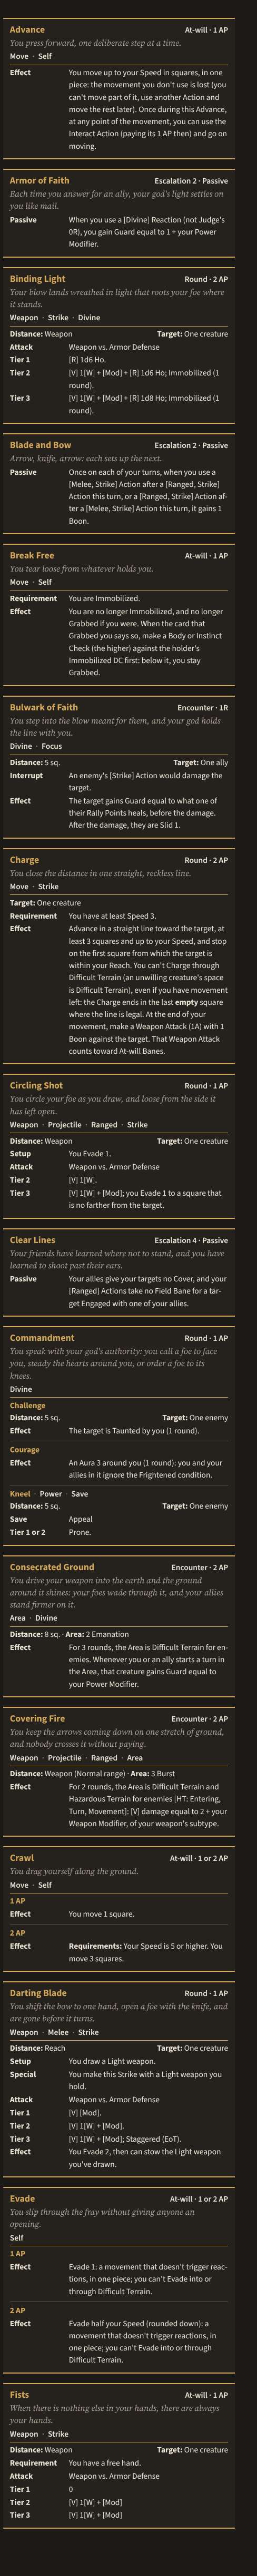 Advance At-will · 1 AP
You press forward, one deliberate step at a time.
Move · Self
Effect You move up to your Speed in squares, in one
piece: the movement you don't use is lost (you
can't move part of it, use another Action and
move the rest later). Once during this Advance,
at any point of the movement, you can use the
Interact Action (paying its 1 AP then) and go on
moving.
Armor of Faith Escalation 2 · Passive
Each time you answer for an ally, your god's light settles on
you like mail.
Passive When you use a [Divine] Reaction (not Judge's
0R), you gain Guard equal to 1 + your Power
Modifier.
Binding Light Round · 2 AP
Your blow lands wreathed in light that roots your foe where
it stands.
Weapon · Strike · Divine
Distance: Weapon Target: One creature
Attack Weapon vs. Armor Defense
Tier 1 [R] 1d6 Ho.
Tier 2 [V] 1[W] + [Mod] + [R] 1d6 Ho; Immobilized (1
round).
Tier 3 [V] 1[W] + [Mod] + [R] 1d8 Ho; Immobilized (1
round).
Blade and Bow Escalation 2 · Passive
Arrow, knife, arrow: each sets up the next.
Passive Once on each of your turns, when you use a
[Melee, Strike] Action after a [Ranged, Strike]
Action this turn, or a [Ranged, Strike] Action af-
ter a [Melee, Strike] Action this turn, it gains 1
Boon.
Break Free At-will · 1 AP
You tear loose from whatever holds you.
Move · Self
Requirement You are Immobilized.
Effect You are no longer Immobilized, and no longer
Grabbed if you were. When the card that
Grabbed you says so, make a Body or Instinct
Check (the higher) against the holder's
Immobilized DC first: below it, you stay
Grabbed.
Bulwark of Faith Encounter · 1R
You step into the blow meant for them, and your god holds
the line with you.
Divine · Focus
Distance: 5 sq. Target: One ally
Interrupt An enemy's [Strike] Action would damage the
target.
Effect The target gains Guard equal to what one of
their Rally Points heals, before the damage.
After the damage, they are Slid 1.
Charge Round · 2 AP
You close the distance in one straight, reckless line.
Move · Strike
Target: One creature
Requirement You have at least Speed 3.
Effect Advance in a straight line toward the target, at
least 3 squares and up to your Speed, and stop
on the first square from which the target is
within your Reach. You can't Charge through
Difficult Terrain (an unwilling creature's space
is Difficult Terrain), even if you have movement
left: the Charge ends in the last empty square
where the line is legal. At the end of your
movement, make a Weapon Attack (1A) with 1
Boon against the target. That Weapon Attack
counts toward At-will Banes.
Circling Shot Round · 1 AP
You circle your foe as you draw, and loose from the side it
has left open.
Weapon · Projectile · Ranged · Strike
Distance: Weapon Target: One creature
Setup You Evade 1.
Attack Weapon vs. Armor Defense
Tier 2 [V] 1[W].
Tier 3 [V] 1[W] + [Mod]; you Evade 1 to a square that
is no farther from the target.
Clear Lines Escalation 4 · Passive
Your friends have learned where not to stand, and you have
learned to shoot past their ears.
Passive Your allies give your targets no Cover, and your
[Ranged] Actions take no Field Bane for a tar-
get Engaged with one of your allies.
Commandment Round · 1 AP
You speak with your god's authority: you call a foe to face
you, steady the hearts around you, or order a foe to its
knees.
Divine
Challenge
Distance: 5 sq. Target: One enemy
Effect The target is Taunted by you (1 round).
Courage
Effect An Aura 3 around you (1 round): you and your
allies in it ignore the Frightened condition.
Kneel · Power · Save
Distance: 5 sq. Target: One enemy
Save Appeal
Tier 1 or 2 Prone.
Consecrated Ground Encounter · 2 AP
You drive your weapon into the earth and the ground
around it shines: your foes wade through it, and your allies
stand firmer on it.
Area · Divine
Distance: 8 sq. · Area: 2 Emanation
Effect For 3 rounds, the Area is Difficult Terrain for en-
emies. Whenever you or an ally starts a turn in
the Area, that creature gains Guard equal to
your Power Modifier.
Covering Fire Encounter · 2 AP
You keep the arrows coming down on one stretch of ground,
and nobody crosses it without paying.
Weapon · Projectile · Ranged · Area
Distance: Weapon (Normal range) · Area: 3 Burst
Effect For 2 rounds, the Area is Difficult Terrain and
Hazardous Terrain for enemies [HT: Entering,
Turn, Movement]: [V] damage equal to 2 + your
Weapon Modifier, of your weapon's subtype.
Crawl At-will · 1 or 2 AP
You drag yourself along the ground.
Move · Self
1 AP
Effect You move 1 square.
2 AP
Effect Requirements: Your Speed is 5 or higher. You
move 3 squares.
Darting Blade Round · 1 AP
You shift the bow to one hand, open a foe with the knife, and
are gone before it turns.
Weapon · Melee · Strike
Distance: Reach Target: One creature
Setup You draw a Light weapon.
Special You make this Strike with a Light weapon you
hold.
Attack Weapon vs. Armor Defense
Tier 1 [V] [Mod].
Tier 2 [V] 1[W] + [Mod].
Tier 3 [V] 1[W] + [Mod]; Staggered (EoT).
Effect You Evade 2, then can stow the Light weapon
you've drawn.
Evade At-will · 1 or 2 AP
You slip through the fray without giving anyone an
opening.
Self
1 AP
Effect Evade 1: a movement that doesn't trigger reac-
tions, in one piece; you can't Evade into or
through Difficult Terrain.
2 AP
Effect Evade half your Speed (rounded down): a
movement that doesn't trigger reactions, in
one piece; you can't Evade into or through
Difficult Terrain.
Fists At-will · 1 AP
When there is nothing else in your hands, there are always
your hands.
Weapon · Strike
Distance: Weapon Target: One creature
Requirement You have a free hand.
Attack Weapon vs. Armor Defense
Tier 1 0
Tier 2 [V] 1[W] + [Mod]
Tier 3 [V] 1[W] + [Mod]